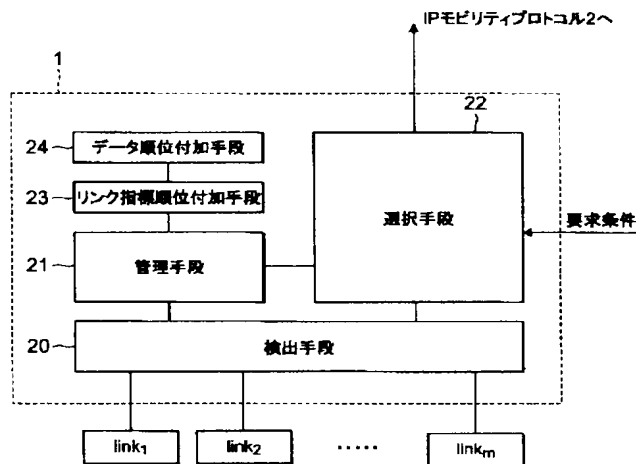 IPモビリティプロトコル2へ
1
22
24
データ順位付加手段
23
リンク指標順位付加手段
選択手段
要求条件
21
管理手段
20
検出手段
link1
link2
.....
linkm